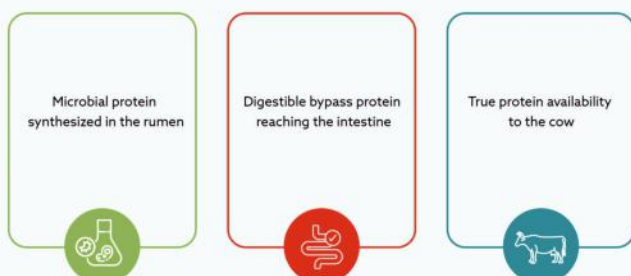 Microbial protein
synthesized in the rumen
Digestible bypass protein
reaching the intestine
True protein availability
to the cow